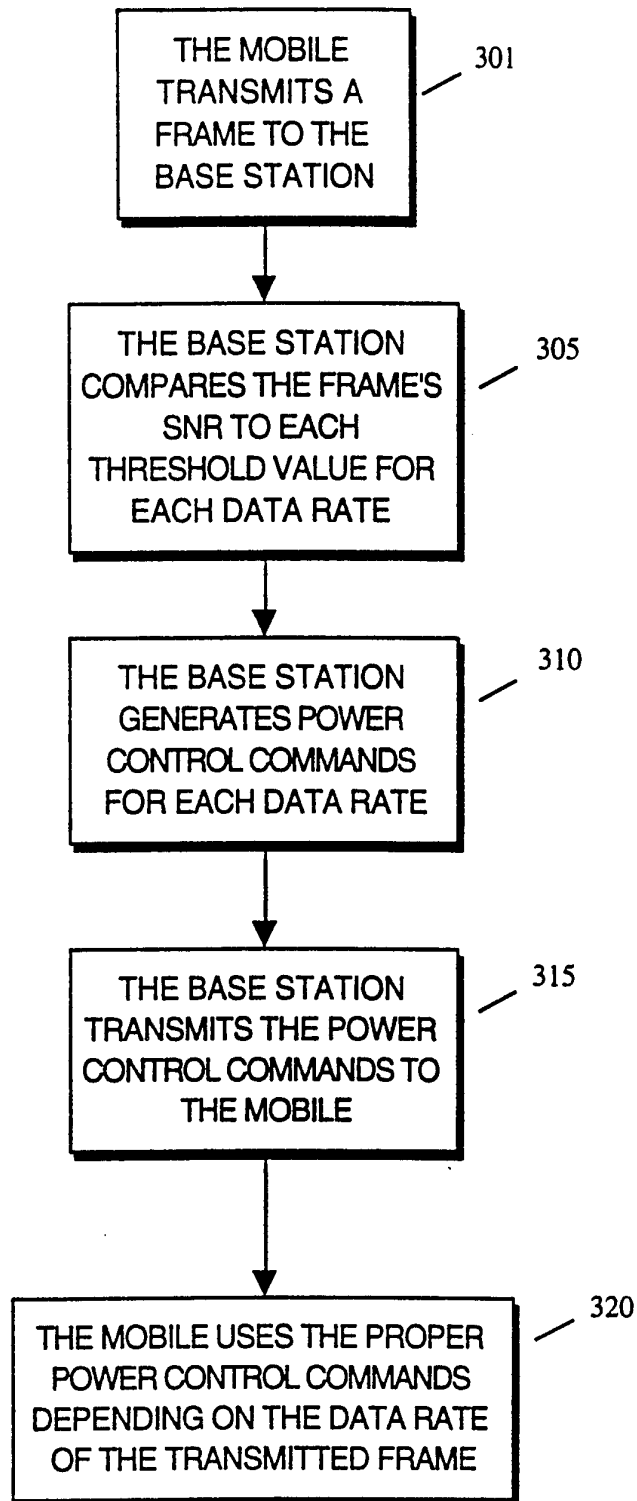 THE MOBILE
TRANSMITS A
FRAME TO THE
BASE STATION
301
THE BASE STATION
COMPARES THE FRAME'S
SNR TO EACH
THRESHOLD VALUE FOR
EACH DATA RATE
305
THE BASE STATION
GENERATES POWER
CONTROL COMMANDS
FOR EACH DATA RATE
310
THE BASE STATION
TRANSMITS THE POWER
CONTROL COMMANDS TO
THE MOBILE
315
THE MOBILE USES THE PROPER
POWER CONTROL COMMANDS
DEPENDING ON THE DATA RATE
OF THE TRANSMITTED FRAME
320